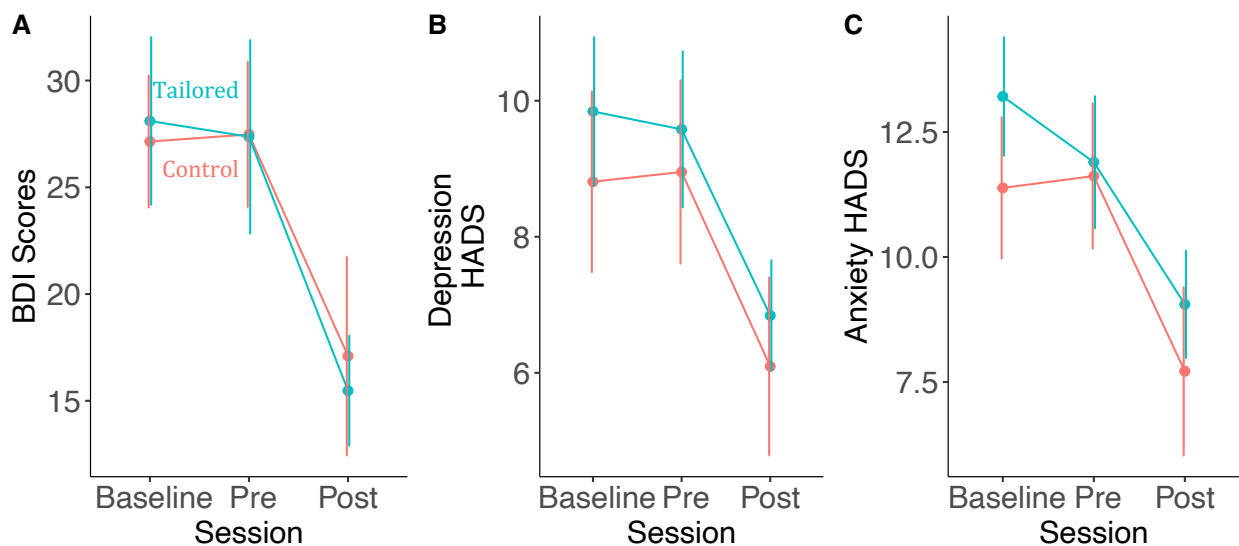 A
BDI Scores
30
25
20
15
Tailored
Control
Baseline Pre Post
Session
B
Depression
HADS
10
8
6
Baseline Pre Post
Session
C
Anxiety HADS
12.5
10.0
7.5
Baseline Pre Post
Session